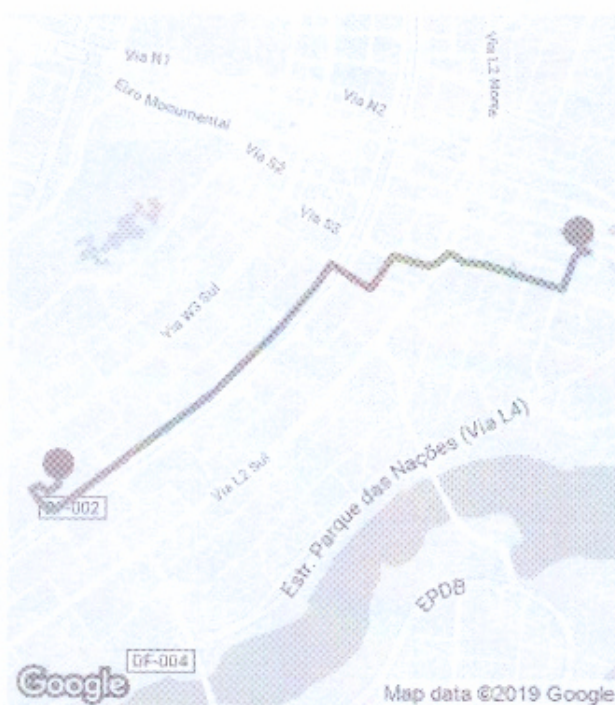 Via N1
Via L2 Norte
Eixo Monumental
Via N2
Via S2
Via S3
Via W3 Sul
Via L2 Sul
DF-002
Estr. Parque das Nações (Via L4)
EPDB
DF-004
Google
Map data ©2019 Google